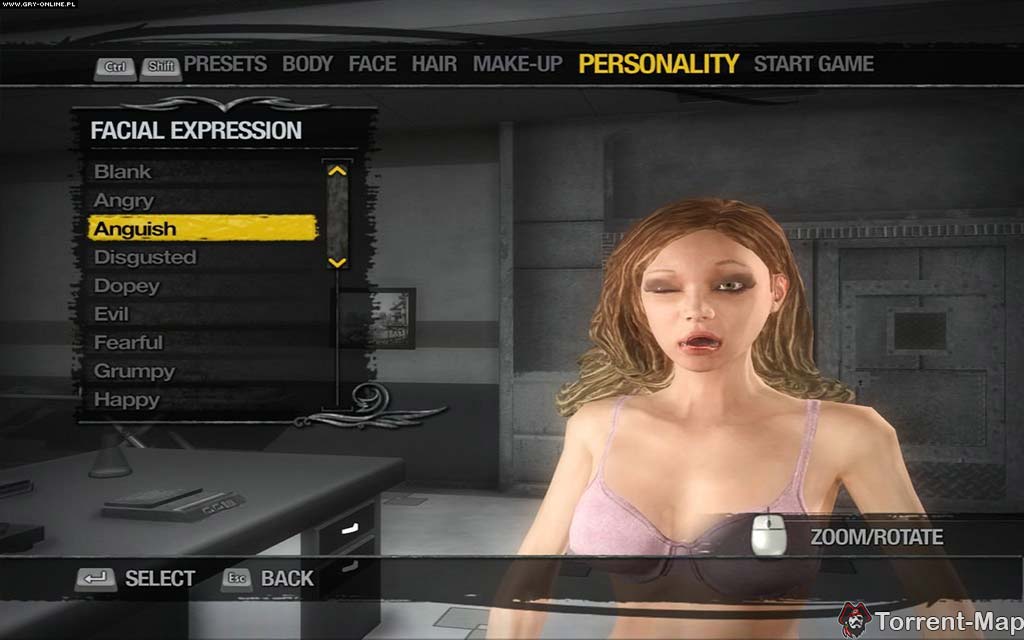 WWW.GRY-ONLINE.PL
Ctrl Shift PRESETS BODY FACE HAIR MAKE-UP PERSONALITY START GAME
FACIAL EXPRESSION
Blank
Angry
Anguish
Disgusted
Dopey
Evil
Fearful
Grumpy
Happy
ZOOM/ROTATE
SELECT Esc BACK
Torrent-Map